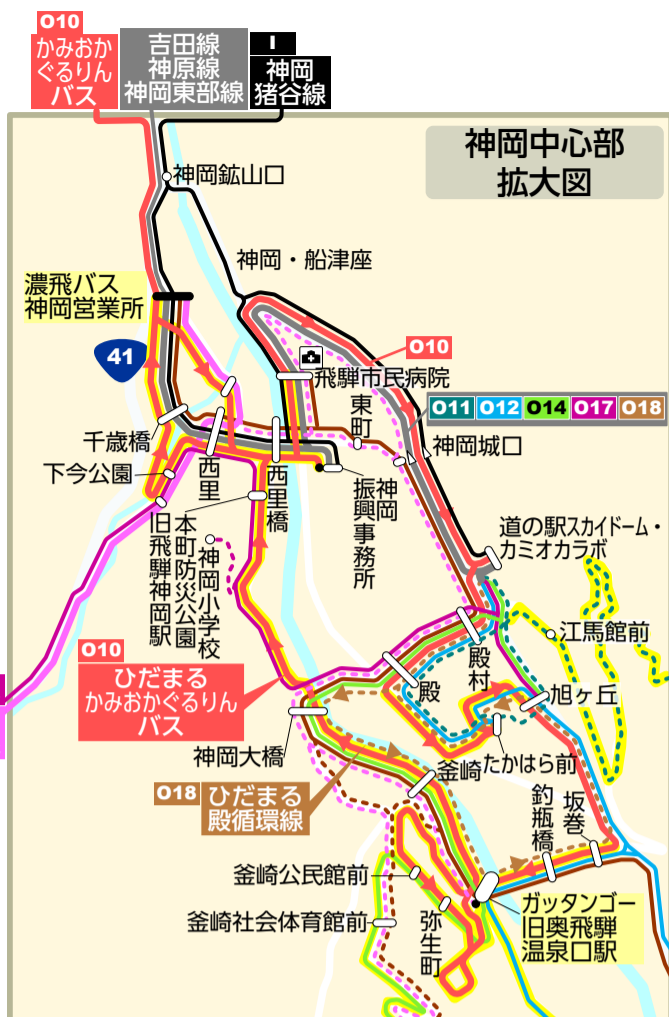 O10
かみおか
ぐるりん
バス
吉田線
神原線
神岡東部線
I
神岡
猪谷線
神岡中心部
拡大図
神岡鉱山口
神岡・船津座
濃飛バス
神岡営業所
41
O10
飛騨市民病院
O11 O12 O14 O17 O18
東町
神岡城口
千歳橋
下今公園
西里
西里橋
神岡
振興事務所
道の駅スカイドーム・
カミオカラボ
本町防災公園
旧飛騨神岡駅
神岡小学校
江馬館前
O10
ひだまる
かみおかぐるりん
バス
殿村
殿
旭ヶ丘
神岡大橋
釜崎
たかはら前
O18 ひだまる
殿循環線
坂巻
釣瓶橋
釜崎公民館前
釜崎社会体育館前
弥生町
ガッタンゴー
旧奥飛騨
温泉口駅